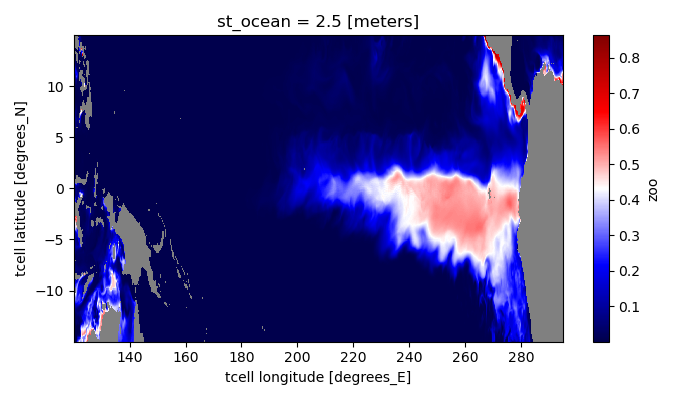 st_ocean = 2.5 [meters]
10
5
0
−5
−10
tcell latitude [degrees_N]
140 160 180 200 220 240 260 280
tcell longitude [degrees_E]
0.8
0.7
0.6
0.5
0.4
0.3
0.2
0.1
zoo